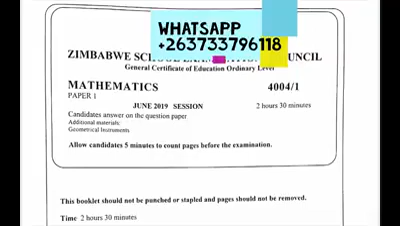 WHATSAPP
+263733796118
ZIMBABWE
General Certificate of Education Ordinary Level
MATHEMATICS 4004/1
PAPER 1
JUNE 2019 SESSION 2 hours 30 minutes
Candidates answer on the question paper
Additional materials:
Geometrical Instruments
Allow candidates 5 minutes to count pages before the examination.
This booklet should not be punched or stapled and pages should not be removed.
Time 2 hours 30 minutes